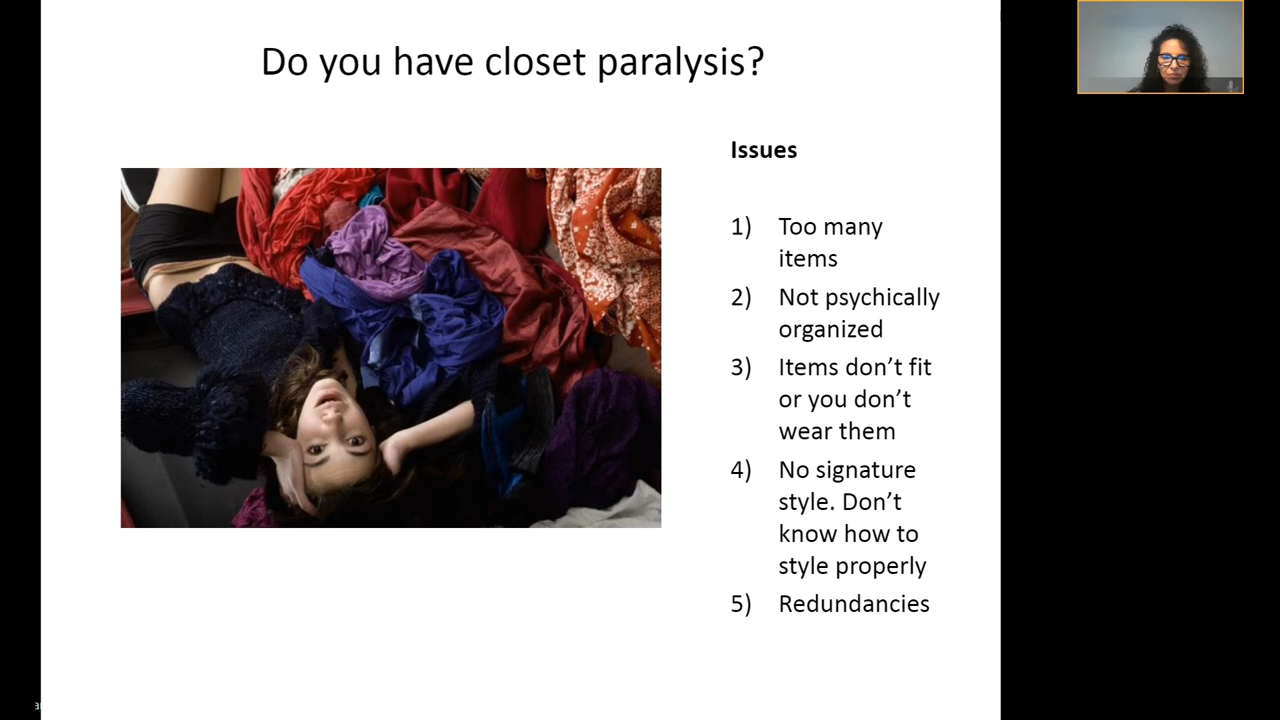 Do you have closet paralysis?
Issues
1) Too many
items
2) Not psychically
organized
3) Items don’t fit
or you don’t
wear them
4) No signature
style. Don’t
know how to
style properly
5) Redundancies